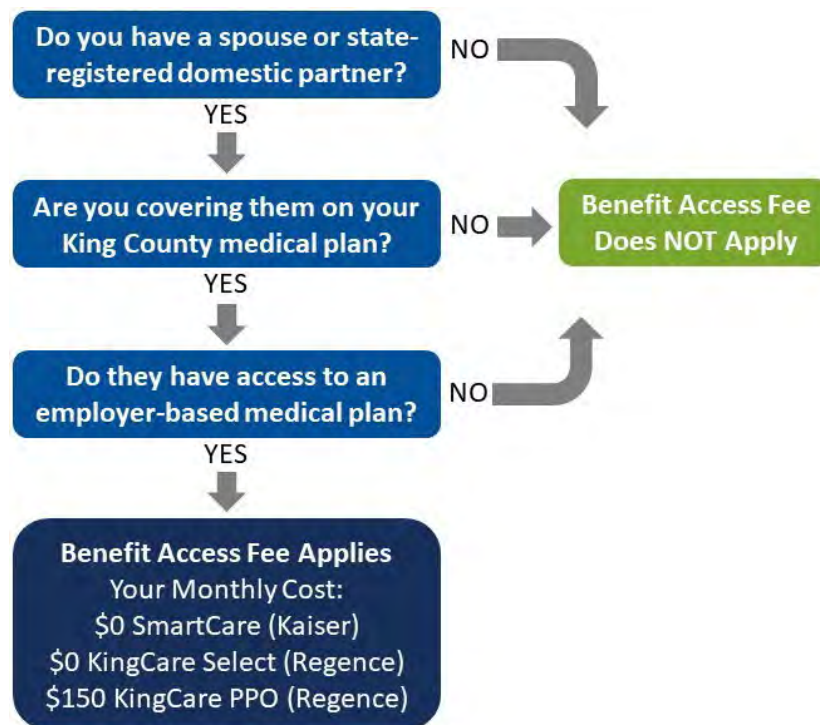 Do you have a spouse or state-
registered domestic partner?
NO
YES
Are you covering them on your
King County medical plan?
NO
Benefit Access Fee
Does NOT Apply
YES
Do they have access to an
employer-based medical plan?
NO
YES
Benefit Access Fee Applies
Your Monthly Cost:
$0 SmartCare (Kaiser)
$0 KingCare Select (Regence)
$150 KingCare PPO (Regence)